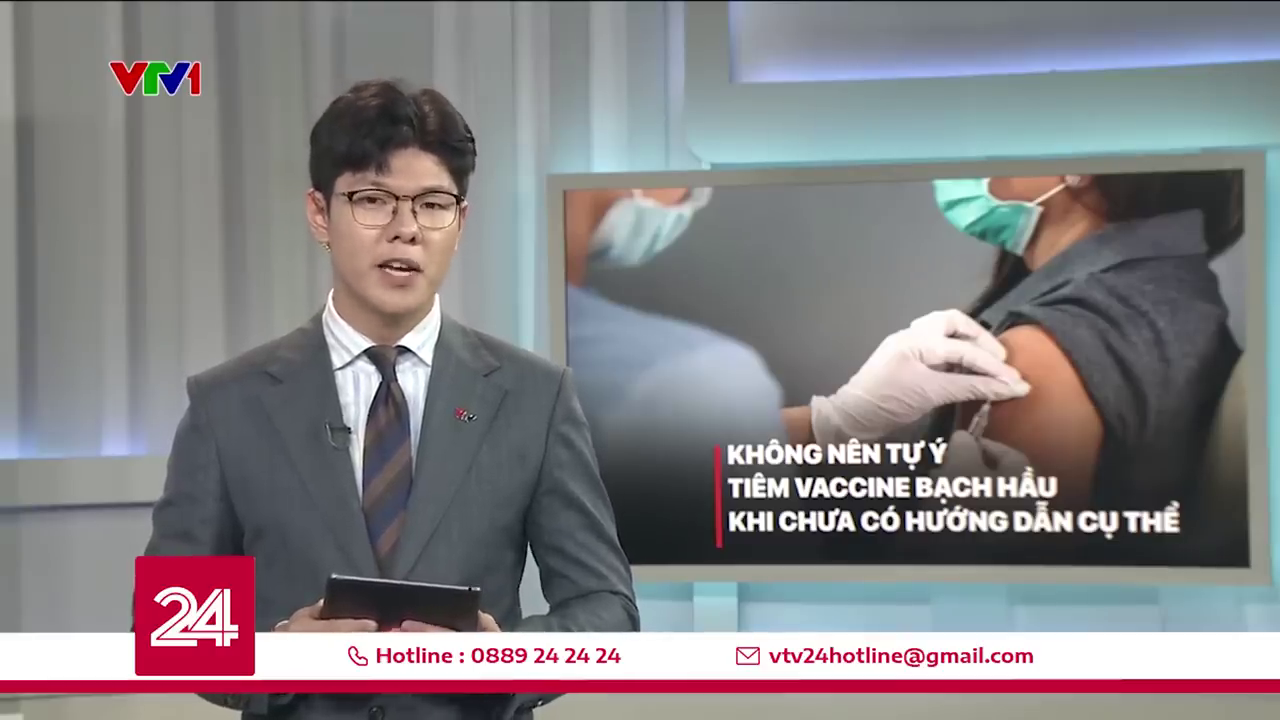 VTV1
KHÔNG NÊN TỰ Ý
TIÊM VACCINE BẠCH HẦU
KHI CHƯA CÓ HƯỚNG DẪN CỤ THỂ
24
Hotline : 0889 24 24 24
vtv24hotline@gmail.com